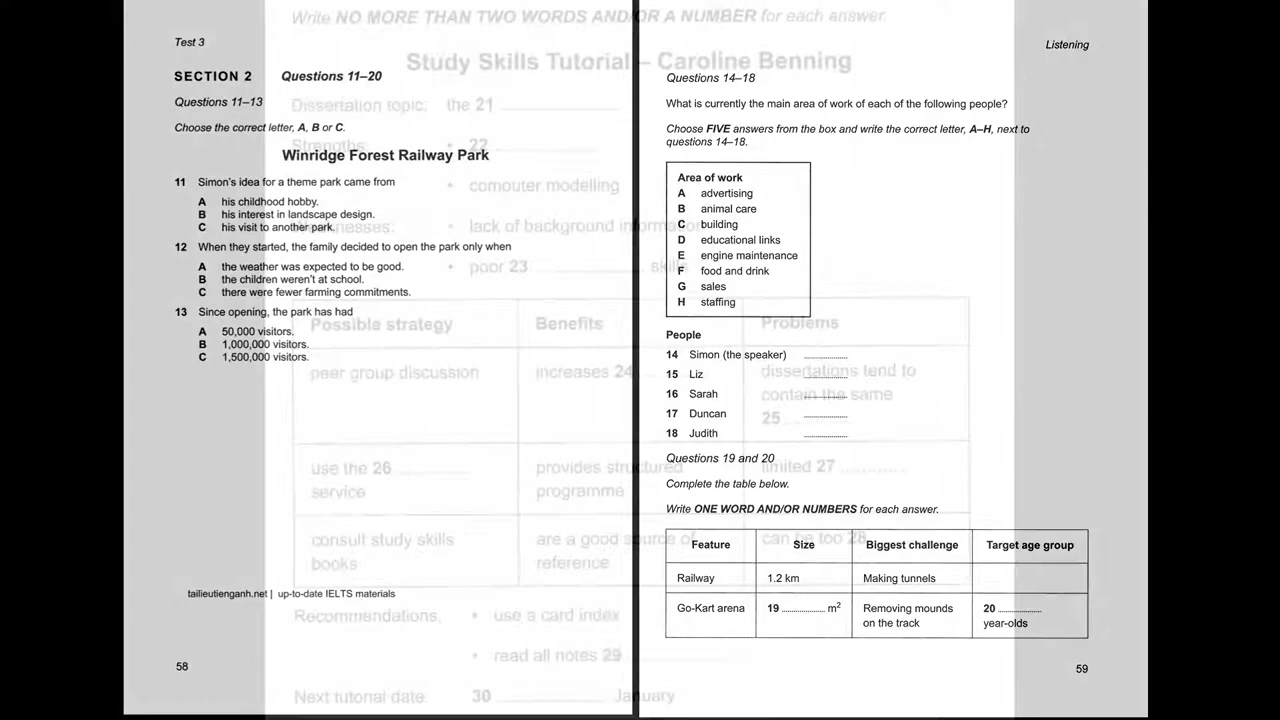 Test 3
SECTION 2 Questions 11–20
Questions 11–13
Choose the correct letter, A, B or C.
Winridge Forest Railway Park
11 Simon's idea for a theme park came from
A his childhood hobby.
B his interest in landscape design.
C his visit to another park.
12 When they started, the family decided to open the park only when
A the weather was expected to be good.
B the children weren't at school.
C there were fewer farming commitments.
13 Since opening, the park has had
A 50,000 visitors.
B 1,000,000 visitors.
C 1,500,000 visitors.
tailieutienganh.net | up-to-date IELTS materials
58
Listening
Questions 14–18
What is currently the main area of work of each of the following people?
Choose FIVE answers from the box and write the correct letter, A–H, next to
questions 14–18.
Area of work
A advertising
B animal care
C building
D educational links
E engine maintenance
F food and drink
G sales
H staffing
People
14 Simon (the speaker) ..............
15 Liz ..............
16 Sarah ..............
17 Duncan ..............
18 Judith ..............
Questions 19 and 20
Complete the table below.
Write ONE WORD AND/OR NUMBERS for each answer.
Feature Size Biggest challenge Target age group
Railway 1.2 km Making tunnels
Go-Kart arena 19 .............. m² Removing mounds 20 ..............
on the track year-olds
59
Write NO MORE THAN TWO WORDS AND/OR A NUMBER for each answer.
Study Skills Tutorial – Caroline Benning
Dissertation topic: the 21
Strengths: • 22
• computer modelling
• lack of background information
• poor 23 skills
Possible strategy Benefits Problems
peer group discussion increases 24 dissertations tend to
contain the same
25
use the 26 provides structured limited 27
service programme
consult study skills are a good source of can be too 28
books reference
Recommendations: • use a card index
• read all notes 29
Next tutorial date: 30 January